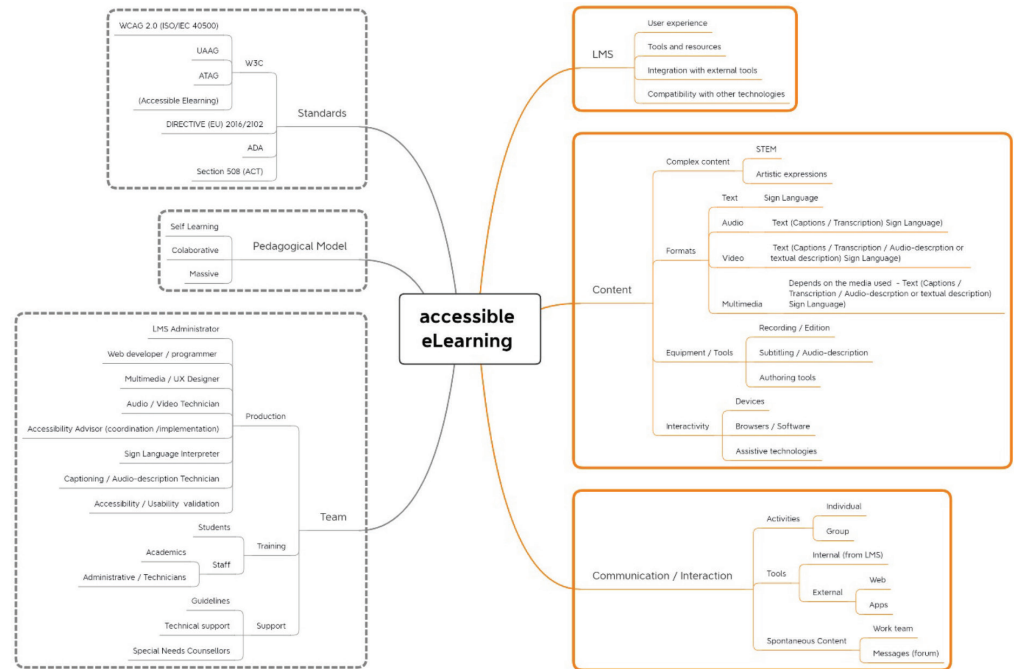 accessible
eLearning
WCAG 2.0 (ISO/IEC 40500)
UAAG
ATAG
(Accessible Elearning)
W3C
DIRECTIVE (EU) 2016/2102
ADA
Section 508 (ACT)
Standards
Self Learning
Colaborative
Massive
Pedagogical Model
LMS Administrator
Web developer / programmer
Multimedia / UX Designer
Audio / Video Technician
Accessibility Advisor (coordination /implementation)
Sign Language Interpreter
Captioning / Audio-description Technician
Accessibility / Usability validation
Production
Students
Academics
Administrative / Technicians
Staff
Training
Guidelines
Technical support
Special Needs Counsellors
Support
Team
LMS
User experience
Tools and resources
Integration with external tools
Compatibility with other technologies
Content
Complex content
STEM
Artistic expressions
Formats
Text
Sign Language
Audio
Text (Captions / Transcription) Sign Language)
Video
Text (Captions / Transcription / Audio-descrption or
textual description) Sign Language)
Multimedia
Depends on the media used - Text (Captions /
Transcription / Audio-descrption or textual description)
Sign Language)
Equipment / Tools
Recording / Edition
Subtitling / Audio-description
Authoring tools
Interactivity
Devices
Browsers / Software
Assistive technologies
Communication / Interaction
Activities
Individual
Group
Tools
Internal (from LMS)
External
Web
Apps
Spontaneous Content
Work team
Messages (forum)